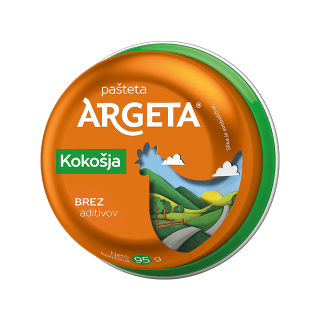 pašteta
ARGETA®
Kokošja
BREZ
aditivov
95 g